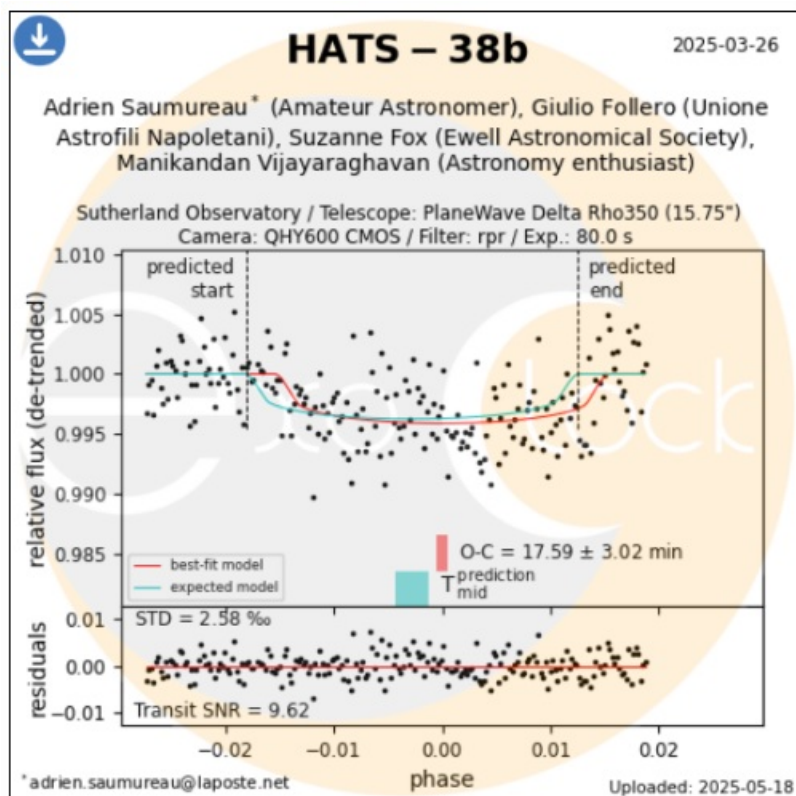 HATS – 38b
2025-03-26
Adrien Saumureau* (Amateur Astronomer), Giulio Follero (Unione
Astrofili Napoletani), Suzanne Fox (Ewell Astronomical Society),
Manikandan Vijayaraghavan (Astronomy enthusiast)
Sutherland Observatory / Telescope: PlaneWave Delta Rho350 (15.75")
Camera: QHY600 CMOS / Filter: rpr / Exp.: 80.0 s
relative flux (de-trended)
1.010
1.005
1.000
0.995
0.990
0.985
predicted
start
predicted
end
exo
clock
O-C = 17.59 ± 3.02 min
T prediction
mid
best-fit model
expected model
residuals
0.01
0.00
−0.01
STD = 2.58 ‰
Transit SNR = 9.62
−0.02
−0.01
0.00
0.01
0.02
phase
*adrien.saumureau@laposte.net
Uploaded: 2025-05-18